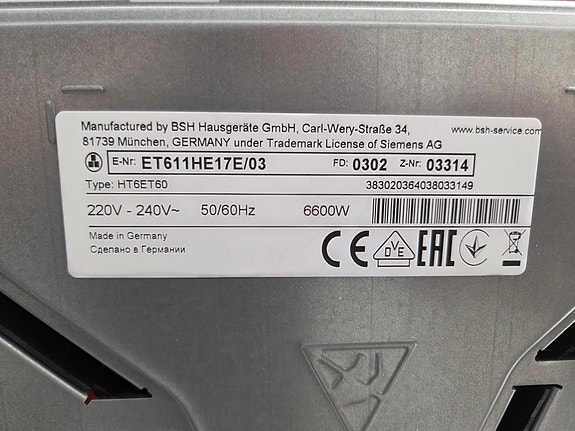 Manufactured by BSH Hausgeräte GmbH, Carl-Wery-Straße 34,
www.bsh-service.com
81739 München, GERMANY under Trademark License of Siemens AG
E-Nr: ET611HE17E/03 FD: 0302 Z-Nr: 03314
Type: HT6ET60 383020364038033149
220V - 240V~ 50/60Hz 6600W
Made in Germany
Сделано в Германии
CE DVE EAC